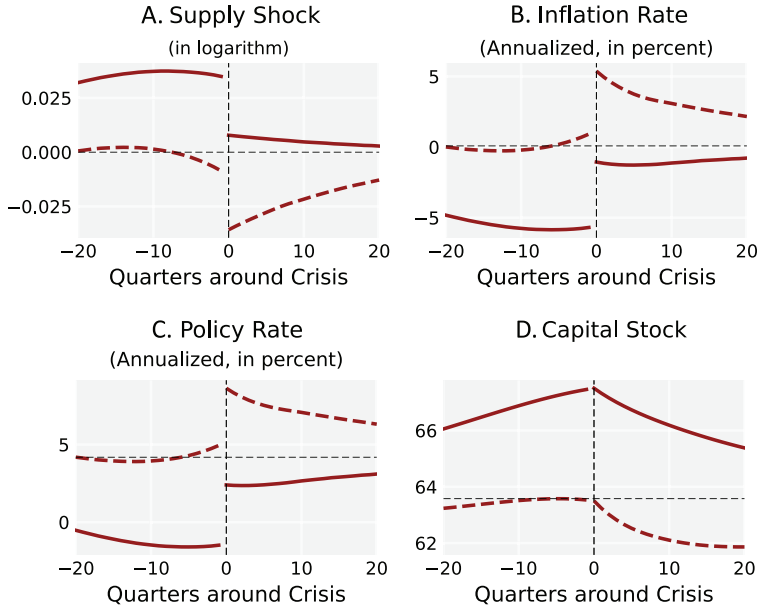 A. Supply Shock
(in logarithm)
0.025
0.000
−0.025
−20
−10
0
10
20
Quarters around Crisis
B. Inflation Rate
(Annualized, in percent)
5
0
−5
−20
−10
0
10
20
Quarters around Crisis
C. Policy Rate
(Annualized, in percent)
5
0
−20
−10
0
10
20
Quarters around Crisis
D. Capital Stock
66
64
62
−20
−10
0
10
20
Quarters around Crisis